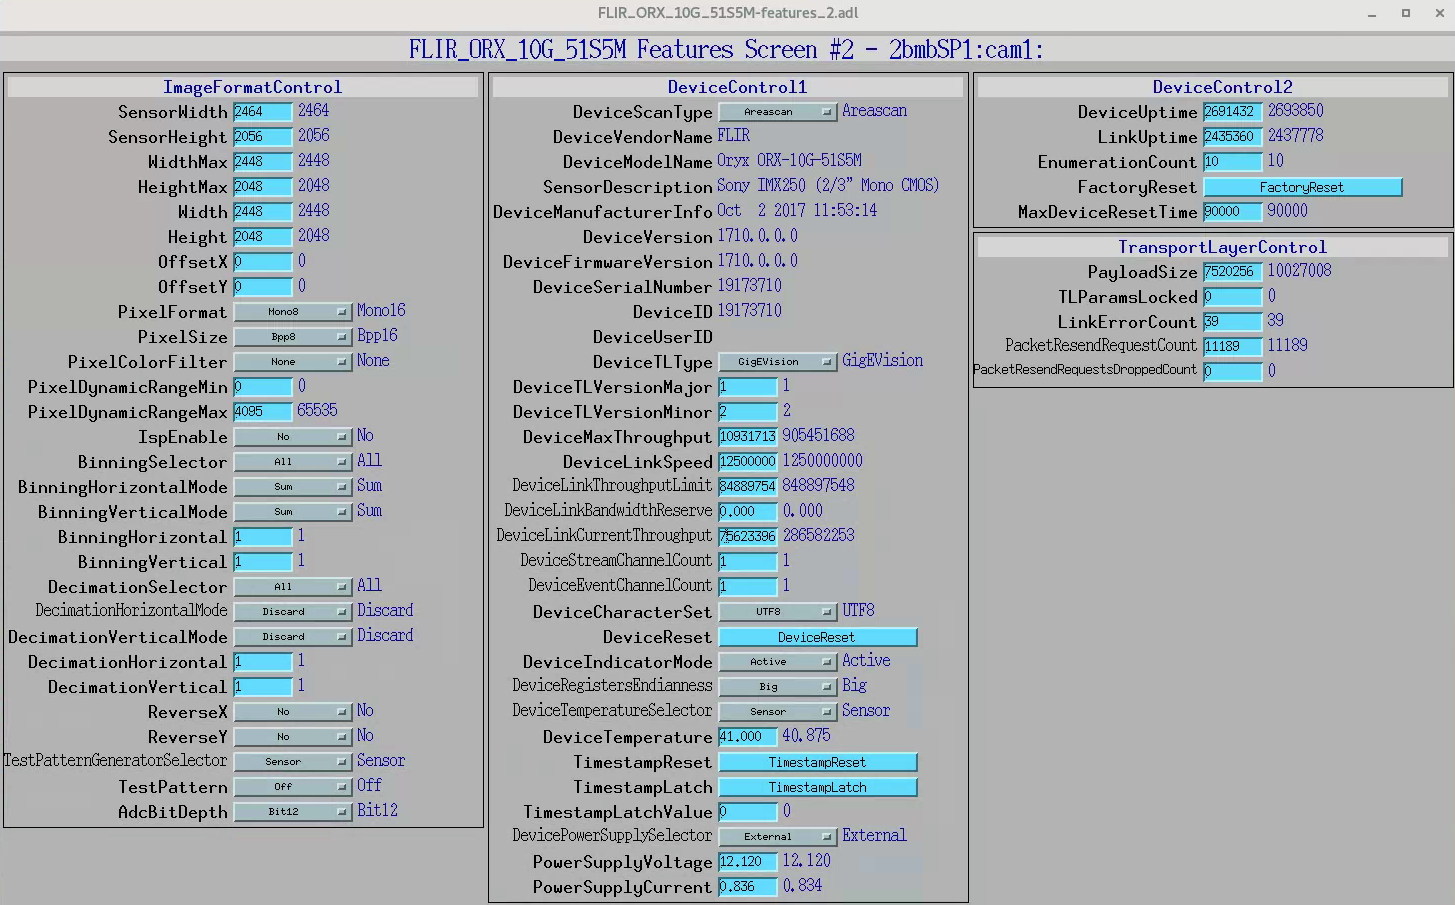 FLIR_ORX_10G_51S5M-features_2.adl
FLIR_ORX_10G_51S5M Features Screen #2 - 2bmbSP1:cam1:
ImageFormatControl
SensorWidth 2464 2464
SensorHeight 2056 2056
WidthMax 2448 2448
HeightMax 2048 2048
Width 2448 2448
Height 2048 2048
OffsetX 0 0
OffsetY 0 0
PixelFormat Mono8 Mono16
PixelSize Bpp8 Bpp16
PixelColorFilter None None
PixelDynamicRangeMin 0 0
PixelDynamicRangeMax 4095 65535
IspEnable No No
BinningSelector All All
BinningHorizontalMode Sum Sum
BinningVerticalMode Sum Sum
BinningHorizontal 1 1
BinningVertical 1 1
DecimationSelector All All
DecimationHorizontalMode Discard Discard
DecimationVerticalMode Discard Discard
DecimationHorizontal 1 1
DecimationVertical 1 1
ReverseX No No
ReverseY No No
TestPatternGeneratorSelector Sensor Sensor
TestPattern Off Off
AdcBitDepth Bit12 Bit12
DeviceControl1
DeviceScanType Areascan Areascan
DeviceVendorName FLIR
DeviceModelName Oryx ORX-10G-51S5M
SensorDescription Sony IMX250 (2/3" Mono CMOS)
DeviceManufacturerInfo Oct 2 2017 11:53:14
DeviceVersion 1710.0.0.0
DeviceFirmwareVersion 1710.0.0.0
DeviceSerialNumber 19173710
DeviceID 19173710
DeviceUserID
DeviceTLType GigEVision GigEVision
DeviceTLVersionMajor 1 1
DeviceTLVersionMinor 2 2
DeviceMaxThroughput 10931713 905451688
DeviceLinkSpeed 12500000 1250000000
DeviceLinkThroughputLimit 84889754 848897548
DeviceLinkBandwidthReserve 0.000 0.000
DeviceLinkCurrentThroughput 75623396 286582253
DeviceStreamChannelCount 1 1
DeviceEventChannelCount 1 1
DeviceCharacterSet UTF8 UTF8
DeviceReset DeviceReset
DeviceIndicatorMode Active Active
DeviceRegistersEndianness Big Big
DeviceTemperatureSelector Sensor Sensor
DeviceTemperature 41.000 40.875
TimestampReset TimestampReset
TimestampLatch TimestampLatch
TimestampLatchValue 0 0
DevicePowerSupplySelector External External
PowerSupplyVoltage 12.120 12.120
PowerSupplyCurrent 0.836 0.834
DeviceControl2
DeviceUptime 2691432 2693850
LinkUptime 2435360 2437778
EnumerationCount 10 10
FactoryReset FactoryReset
MaxDeviceResetTime 90000 90000
TransportLayerControl
PayloadSize 7520256 10027008
TLParamsLocked 0 0
LinkErrorCount 39 39
PacketResendRequestCount 11189 11189
PacketResendRequestsDroppedCount 0 0